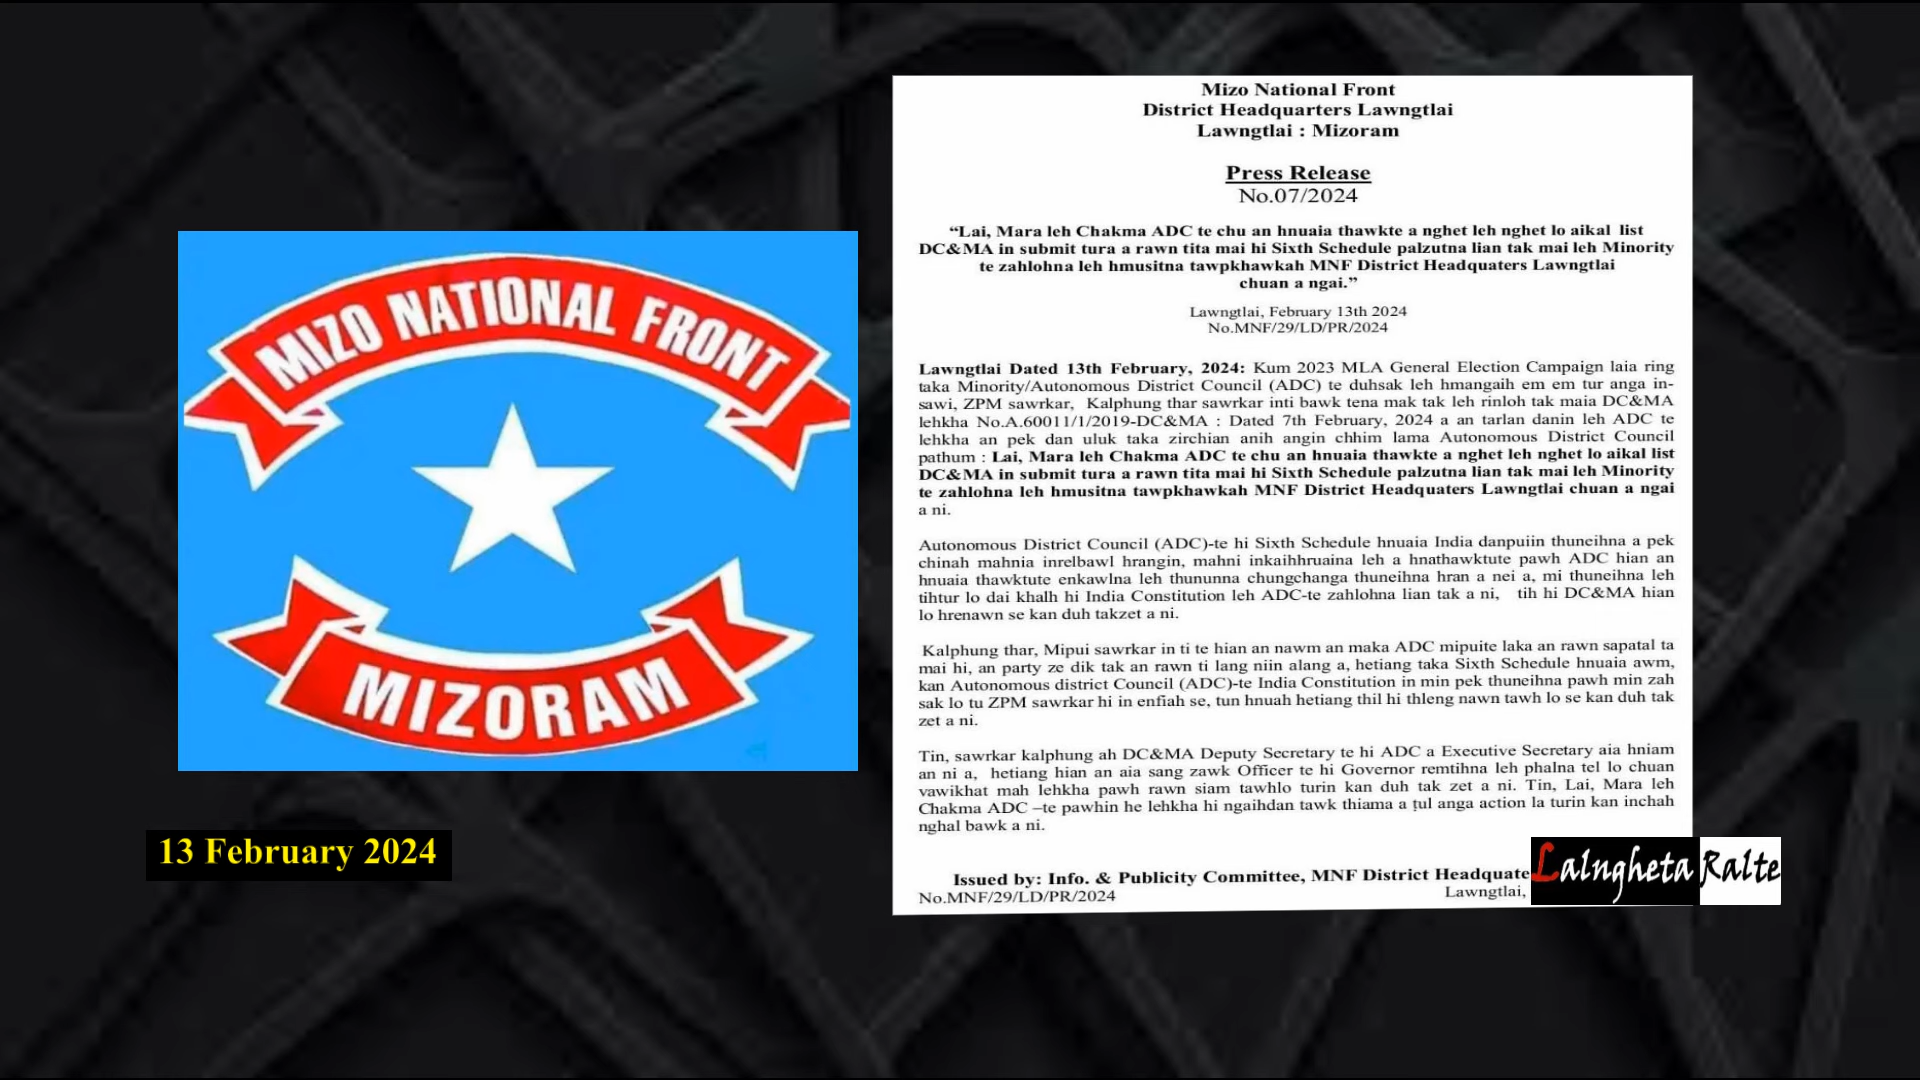 MIZO NATIONAL FRONT
MIZORAM
13 February 2024
Mizo National Front
District Headquarters Lawngtlai
Lawngtlai : Mizoram
Press Release
No.07/2024
“Lai, Mara leh Chakma ADC te chu an hnuaia thawkte a nghet leh nghet lo aikal list
DC&MA in submit tura a rawn tita mai hi Sixth Schedule palzutna lian tak mai leh Minority
te zahlohna leh hmusitna tawpkhawkah MNF District Headquaters Lawngtlai
chuan a ngai.”
Lawngtlai, February 13th 2024
No.MNF/29/LD/PR/2024
Lawngtlai Dated 13th February, 2024: Kum 2023 MLA General Election Campaign laia ring
taka Minority/Autonomous District Council (ADC) te duhsak leh hmangaih em em tur anga in-
sawi, ZPM sawrkar, Kalphung thar sawrkar inti bawk tena mak tak leh rinloh tak maia DC&MA
lehkha No.A.60011/1/2019-DC&MA : Dated 7th February, 2024 a an tarlan danin leh ADC te
lehkha an pek dan uluk taka zirchian anih angin chhim lama Autonomous District Council
pathum : Lai, Mara leh Chakma ADC te chu an hnuaia thawkte a nghet leh nghet lo aikal list
DC&MA in submit tura a rawn tita mai hi Sixth Schedule palzutna lian tak mai leh Minority
te zahlohna leh hmusitna tawpkhawkah MNF District Headquaters Lawngtlai chuan a ngai
a ni.
Autonomous District Council (ADC)-te hi Sixth Schedule hnuaia India danpuiin thuneihna a pek
chinah mahnia inrelbawl hrangin, mahni inkaihhruaina leh a hnathawktute pawh ADC hian an
hnuaia thawktute enkawlna leh thununna chungchanga thuneihna hran a nei a, mi thuneihna leh
tihtur lo dai khalh hi India Constitution leh ADC-te zahlohna lian tak a ni, tih hi DC&MA hian
lo hrenawn se kan duh takzet a ni.
Kalphung thar, Mipui sawrkar in ti te hian an nawm an maka ADC mipuite laka an rawn sapatal ta
mai hi, an party ze dik tak an rawn ti lang niin alang a, hetiang taka Sixth Schedule hnuaia awm,
kan Autonomous district Council (ADC)-te India Constitution in min pek thuneihna pawh min zah
sak lo tu ZPM sawrkar hi in enfiah se, tun hnuah hetiang thil hi thleng nawn tawh lo se kan duh tak
zet a ni.
Tin, sawrkar kalphung ah DC&MA Deputy Secretary te hi ADC a Executive Secretary aia hniam
an ni a, hetiang hian an aia sang zawk Officer te hi Governor remtihna leh phalna tel lo chuan
vawikhat mah lehkha pawh rawn siam tawhlo turin kan duh tak zet a ni. Tin, Lai, Mara leh
Chakma ADC –te pawhin he lehkha hi ngaihdan tawk thiama a ţul anga action la turin kan inchah
nghal bawk a ni.
Issued by: Info. & Publicity Committee, MNF District Headquate
No.MNF/29/LD/PR/2024 Lawngtlai,
Lalngheta Ralte